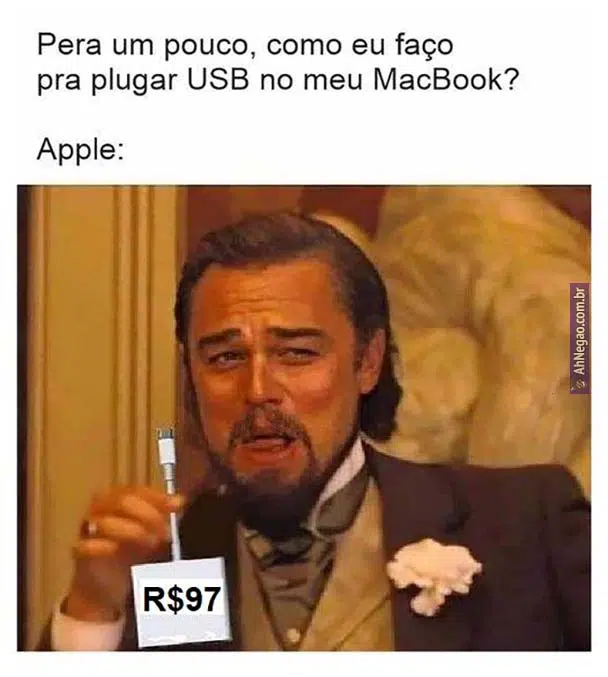 Pera um pouco, como eu faço
pra plugar USB no meu MacBook?
Apple:
AhNegao.com.br
R$97